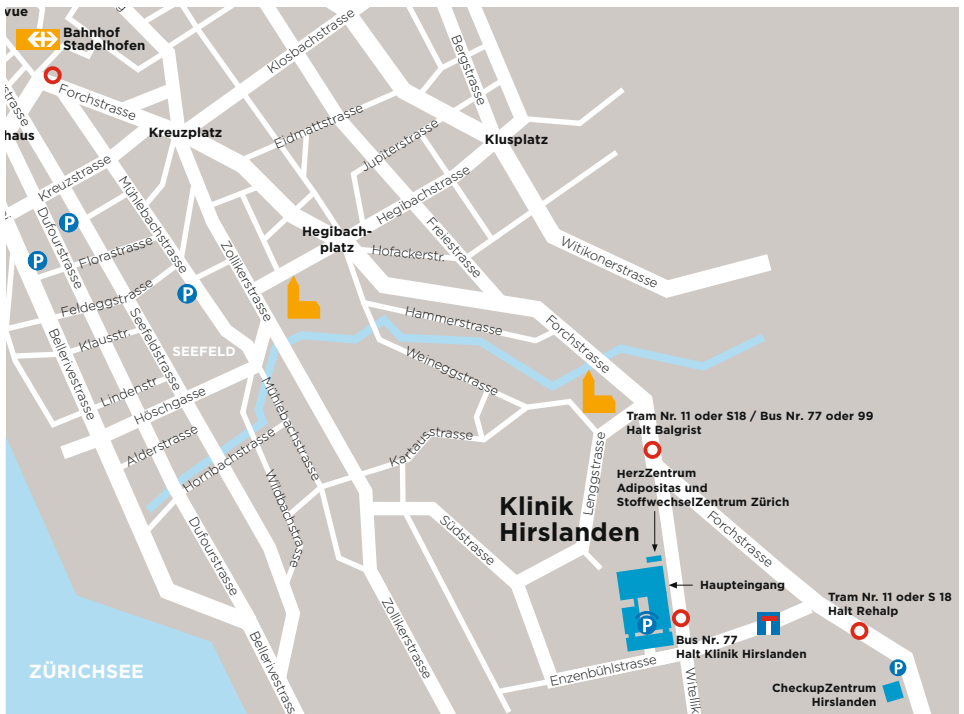 vue
Bahnhof
Stadelhofen
Klosbachstrasse
Bergstrasse
strasse
Forchstrasse
haus
Kreuzplatz
Eidmattstrasse
Jupiterstrasse
Klusplatz
Kreuzstrasse
Mühlebachstrasse
Dufourstrasse
P
P
Florastrasse
Zollikerstrasse
Hegibach-
platz
Hegibachstrasse
Freiestrasse
Hofackerstr.
Witikonerstrasse
P
Feldeggstrasse
Klausstr.
Seefeldstrasse
SEEFELD
Bellerivestrasse
Lindenstr
Höschgasse
Alderstrasse
Hornbachstrasse
Mühlebachstrasse
Wildbachstrasse
Hammerstrasse
Weineggstrasse
Forchstrasse
Kartausstrasse
Lenggstrasse
Tram Nr. 11 oder S18 / Bus Nr. 77 oder 99
Halt Balgrist
HerzZentrum
Adipositas und
StoffwechselZentrum Zürich
Klinik
Hirslanden
Südstrasse
Forchstrasse
Haupteingang
P
Bus Nr. 77
Halt Klinik Hirslanden
Tram Nr. 11 oder S 18
Halt Rehalp
P
CheckupZentrum
Hirslanden
Enzenbühlstrasse
Witellik
Dufourstrasse
Bellerivestrasse
Zollikerstrasse
ZÜRICHSEE